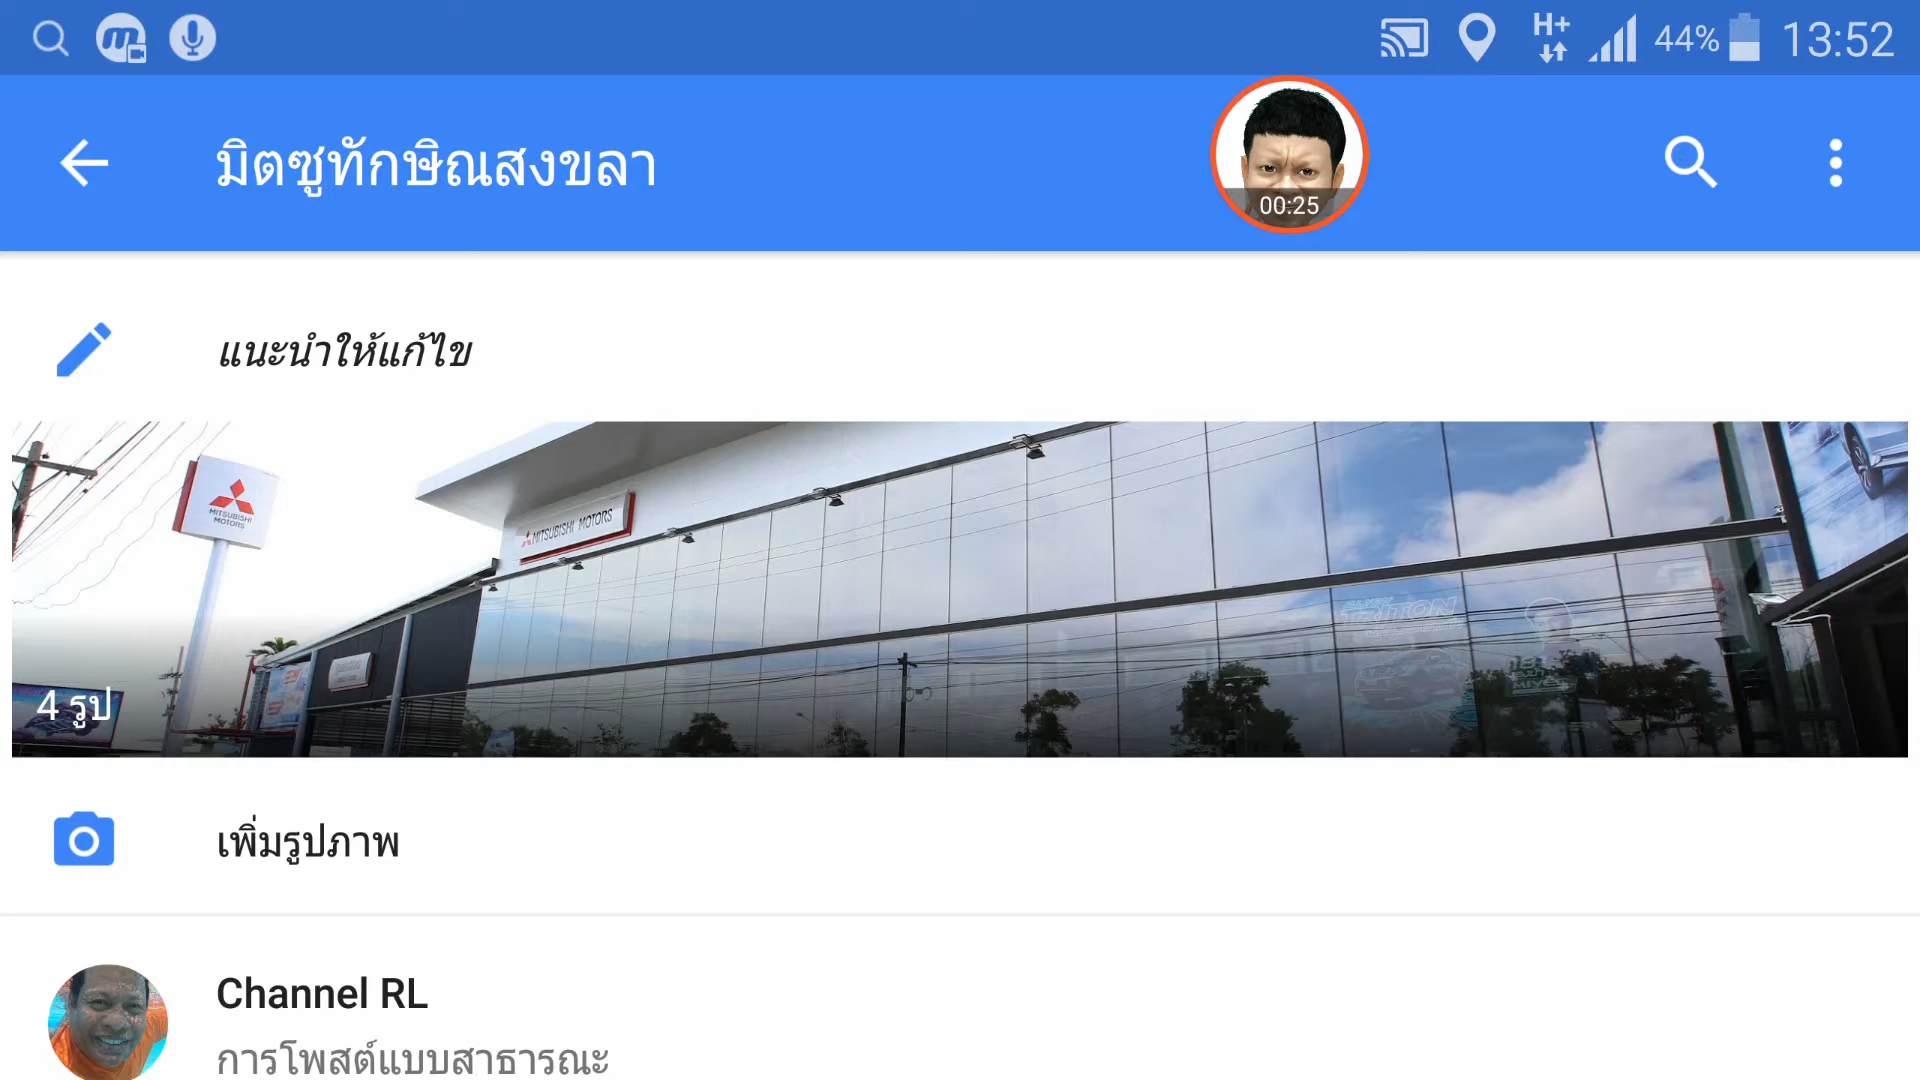 H+
44%
13:52
มิตซูทักษิณสงขลา
00:25
แนะนำให้แก้ไข
MITSUBISHI
MOTORS
MITSUBISHI MOTORS
TRITON
4 รูป
เพิ่มรูปภาพ
Channel RL
การโพสต์แบบสาธารณะ